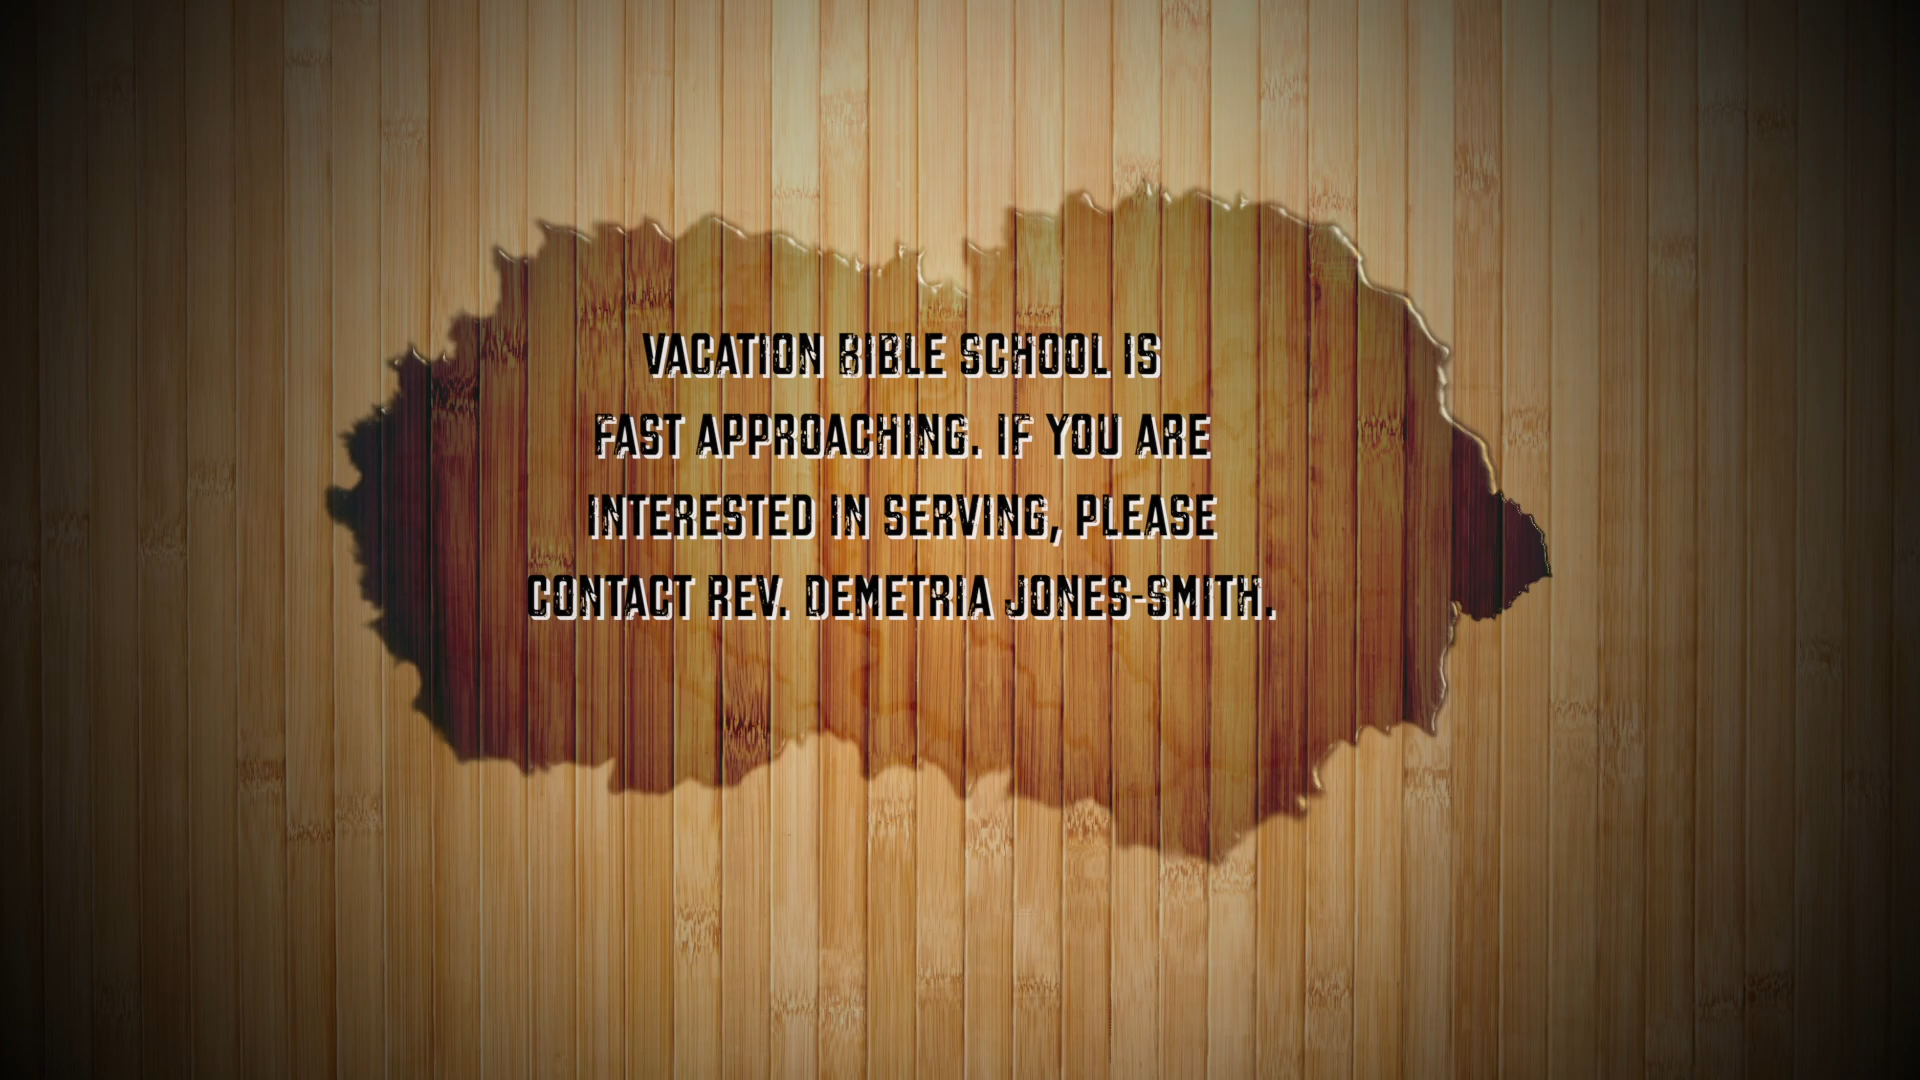 VACATION BIBLE SCHOOL IS
FAST APPROACHING. IF YOU ARE
INTERESTED IN SERVING, PLEASE
CONTACT REV. DEMETRIA JONES-SMITH.